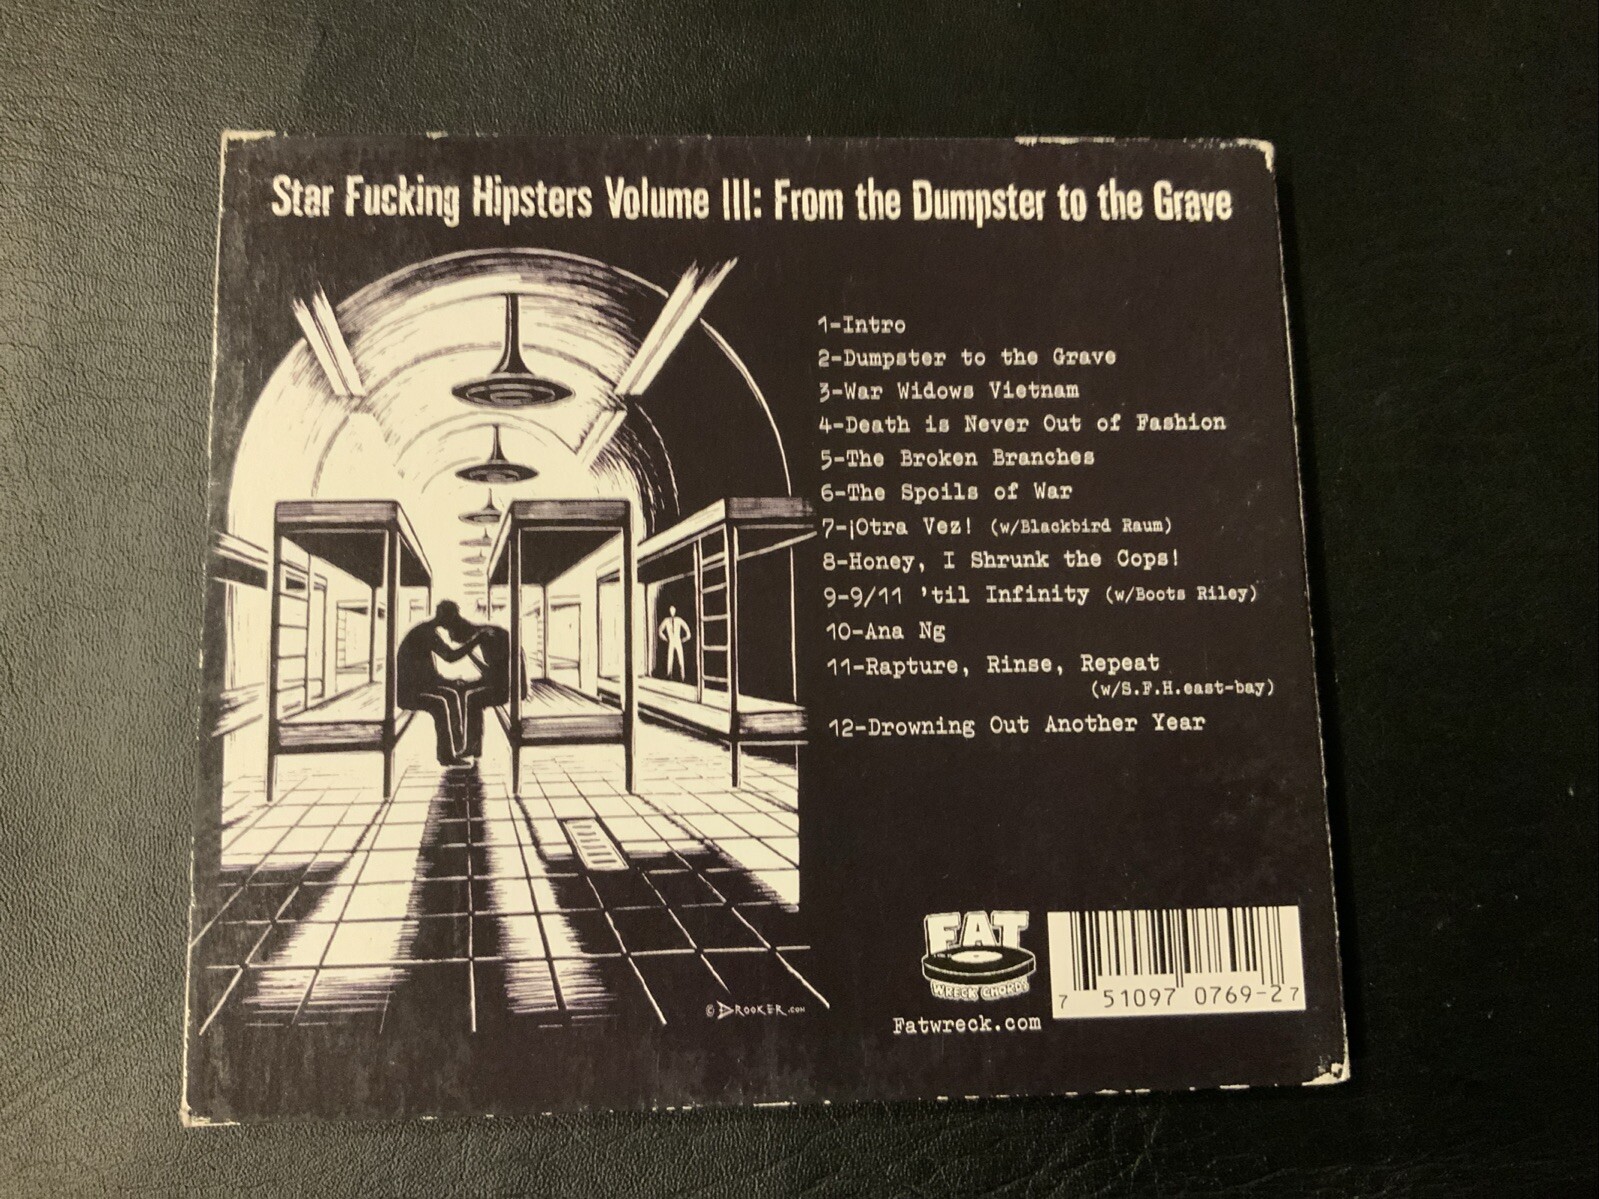 Star Fucking Hipsters Volume III: From the Dumpster to the Grave
1-Intro
2-Dumpster to the Grave
3-War Widows Vietnam
4-Death is Never Out of Fashion
5-The Broken Branches
6-The Spoils of War
7-¡Otra Vez! (w/Blackbird Raum)
8-Honey, I Shrunk the Cops!
9-9/11 'til Infinity (w/Boots Riley)
10-Ana Ng
11-Rapture, Rinse, Repeat
(w/S.F.H.east-bay)
12-Drowning Out Another Year
© DROOKER.COM
FAT
WRECK CHORDS
Fatwreck.com
7 51097 0769-2 7